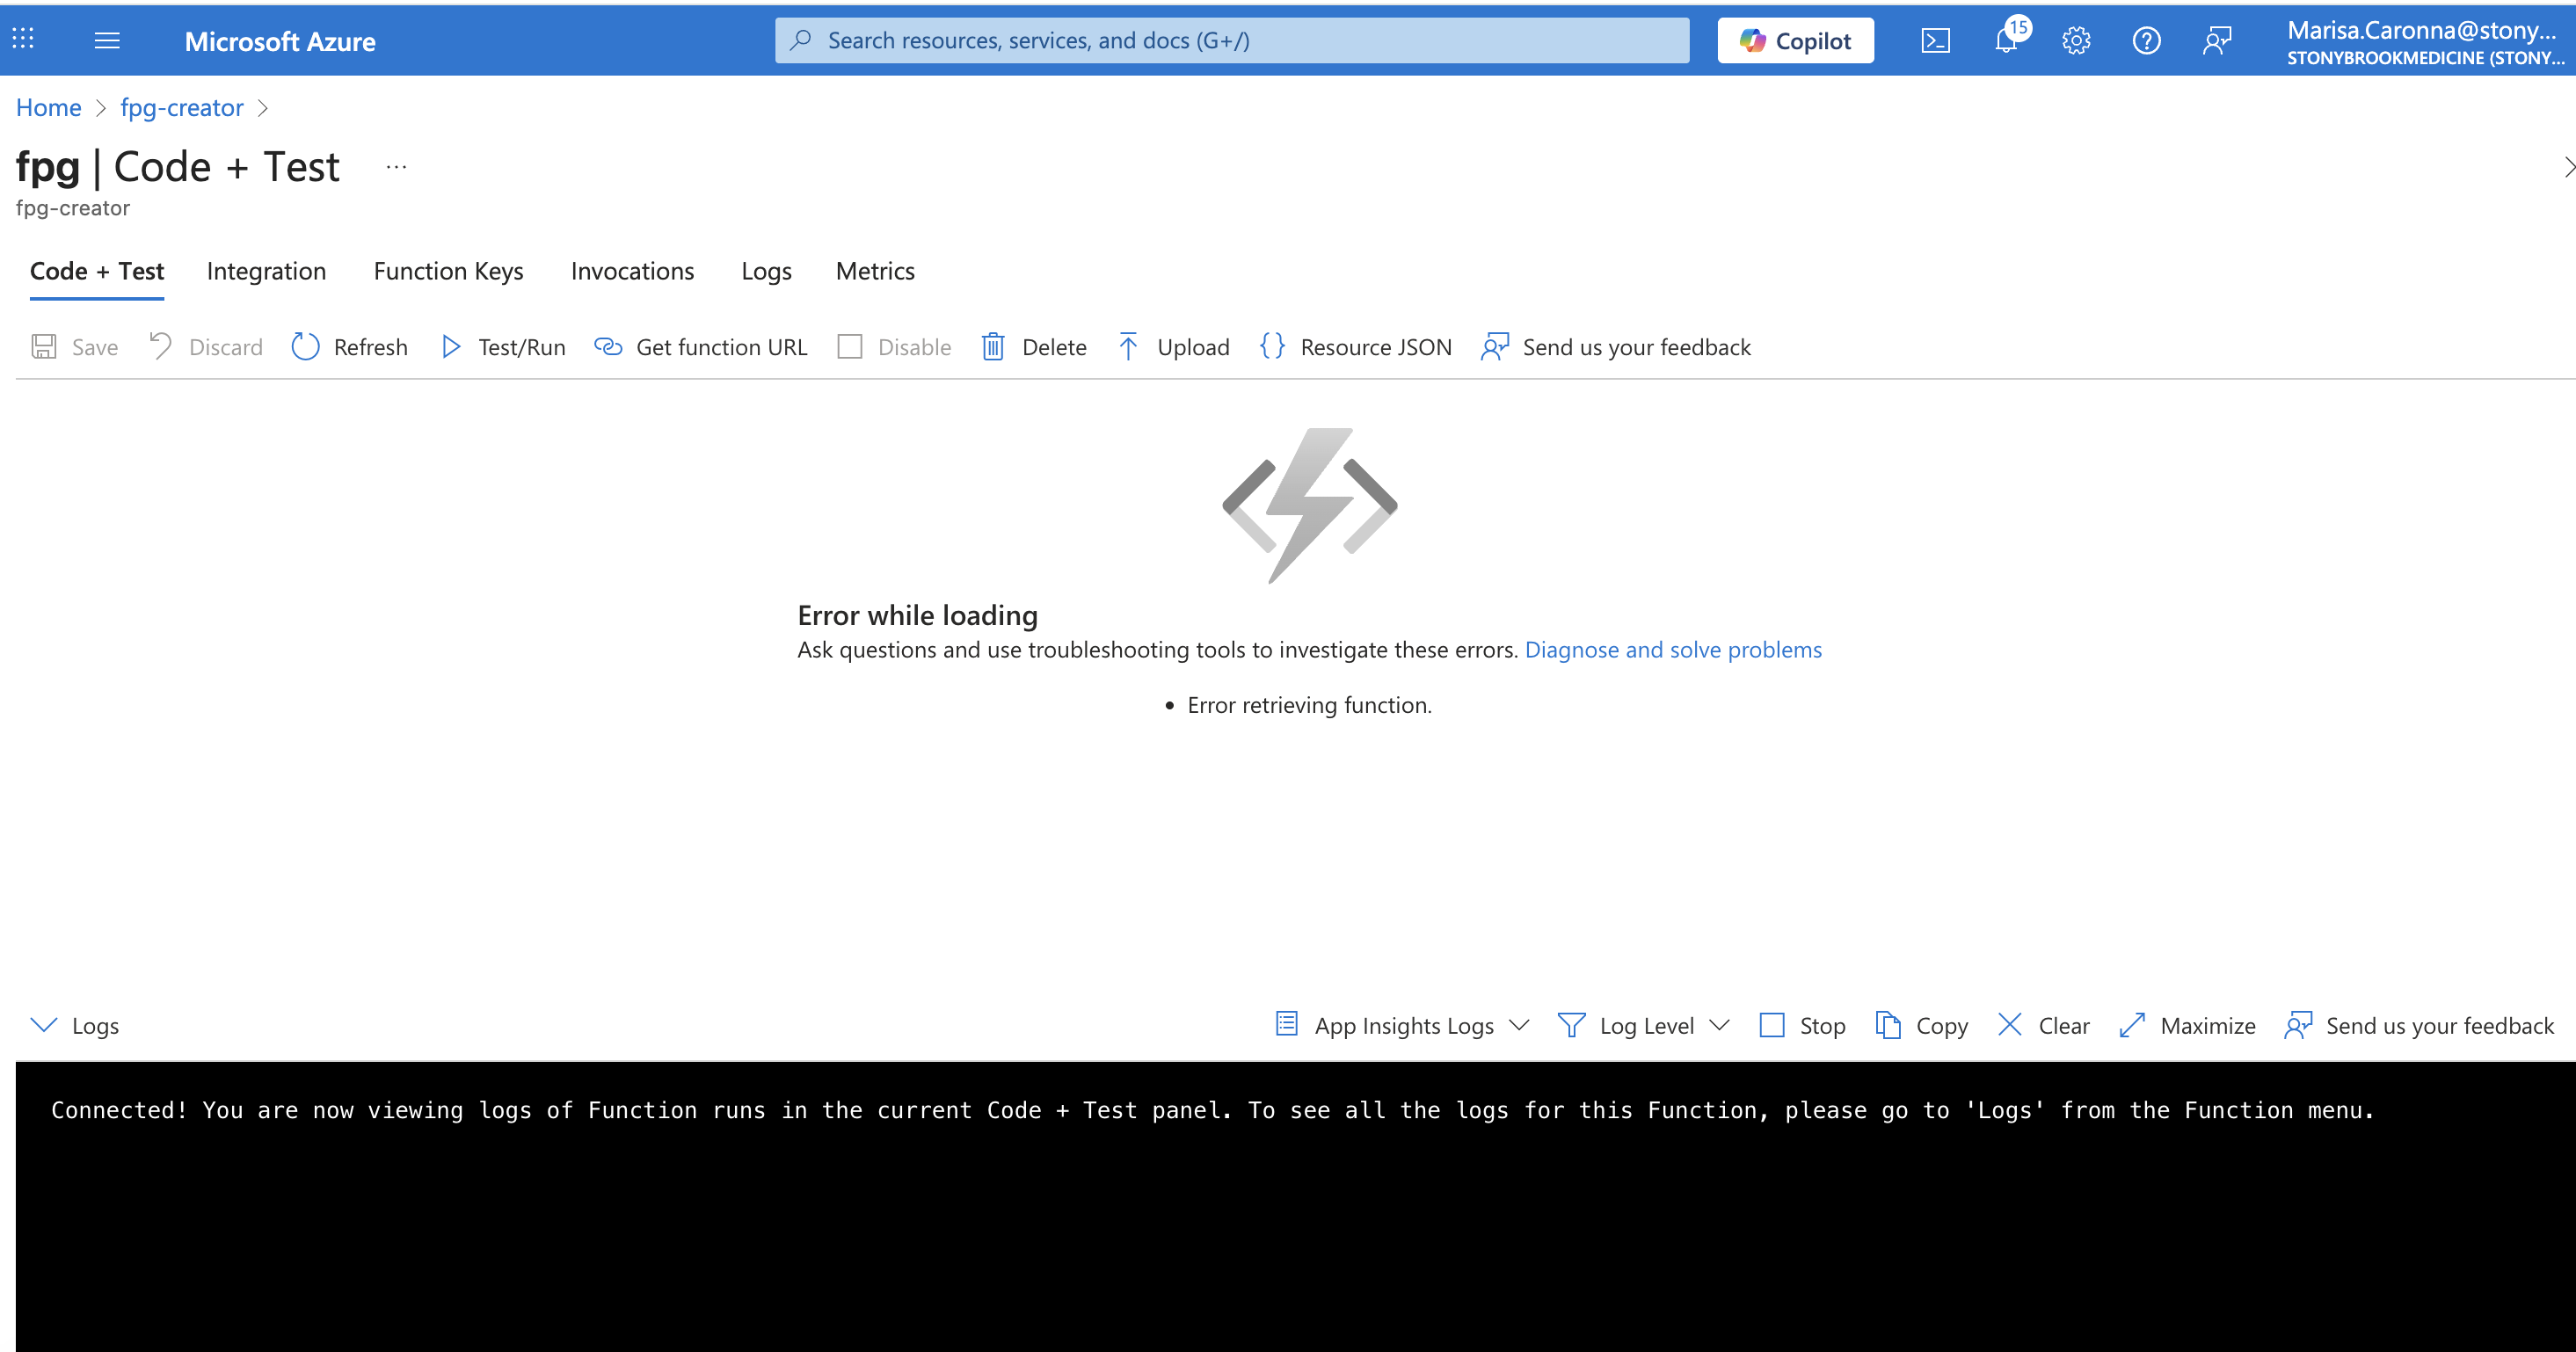 Microsoft Azure
Search resources, services, and docs (G+/)
Copilot
15
Marisa.Caronna@stony...
STONYBROOKMEDICINE (STONY...
Home > fpg-creator >
fpg | Code + Test ...
fpg-creator
Code + Test Integration Function Keys Invocations Logs Metrics
Save Discard Refresh Test/Run Get function URL Disable Delete Upload {} Resource JSON Send us your feedback
Error while loading
Ask questions and use troubleshooting tools to investigate these errors. Diagnose and solve problems
• Error retrieving function.
Logs App Insights Logs Log Level Stop Copy Clear Maximize Send us your feedback
Connected! You are now viewing logs of Function runs in the current Code + Test panel. To see all the logs for this Function, please go to 'Logs' from the Function menu.